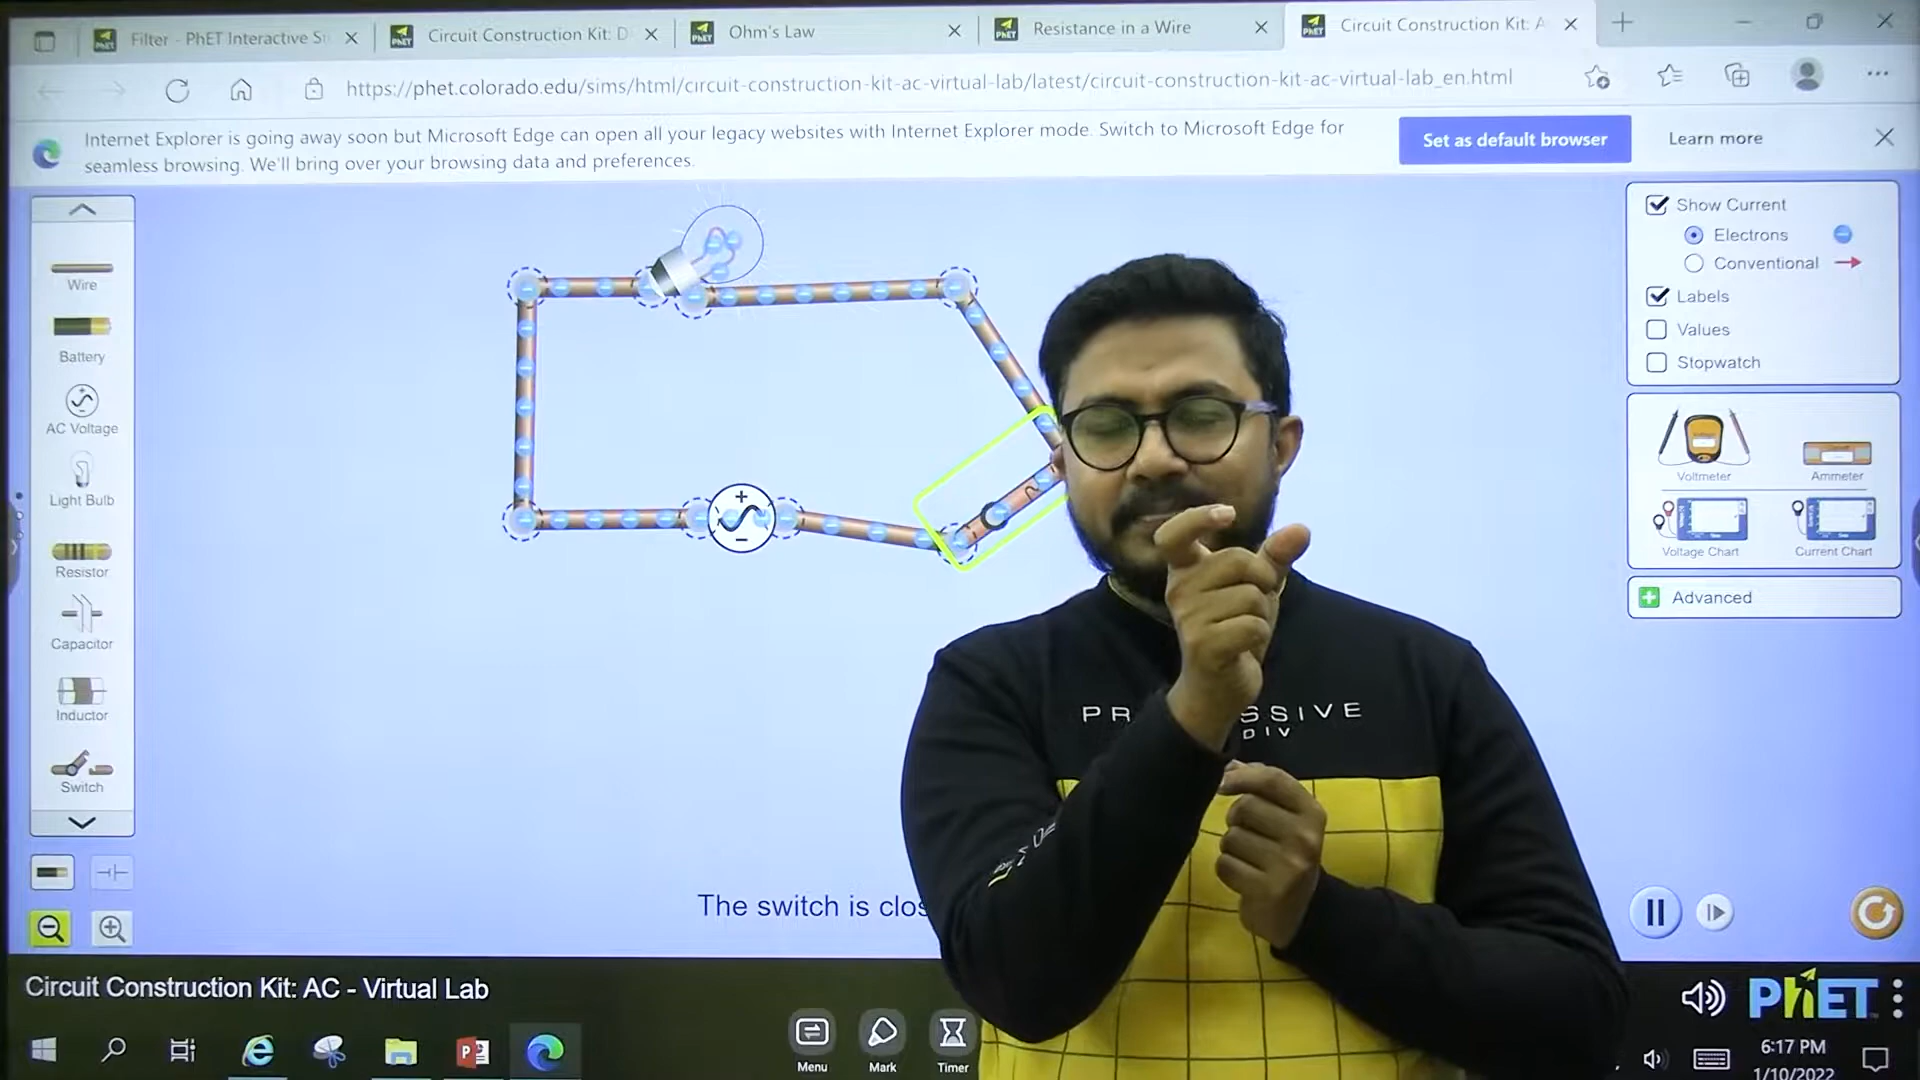 Filter - PhET Interactive Si
Circuit Construction Kit: D
Ohm's Law
Resistance in a Wire
Circuit Construction Kit: A
https://phet.colorado.edu/sims/html/circuit-construction-kit-ac-virtual-lab/latest/circuit-construction-kit-ac-virtual-lab_en.html
Internet Explorer is going away soon but Microsoft Edge can open all your legacy websites with Internet Explorer mode. Switch to Microsoft Edge for
seamless browsing. We'll bring over your browsing data and preferences.
Set as default browser
Learn more
Wire
Battery
AC Voltage
Light Bulb
Resistor
Capacitor
Inductor
Switch
Show Current
Electrons
Conventional
Labels
Values
Stopwatch
Voltmeter
Ammeter
Voltage Chart
Current Chart
Advanced
PR SSIVE
DIV
The switch is clos
Circuit Construction Kit: AC - Virtual Lab
PhET
Menu
Mark
Timer
6:17 PM
1/10/2022